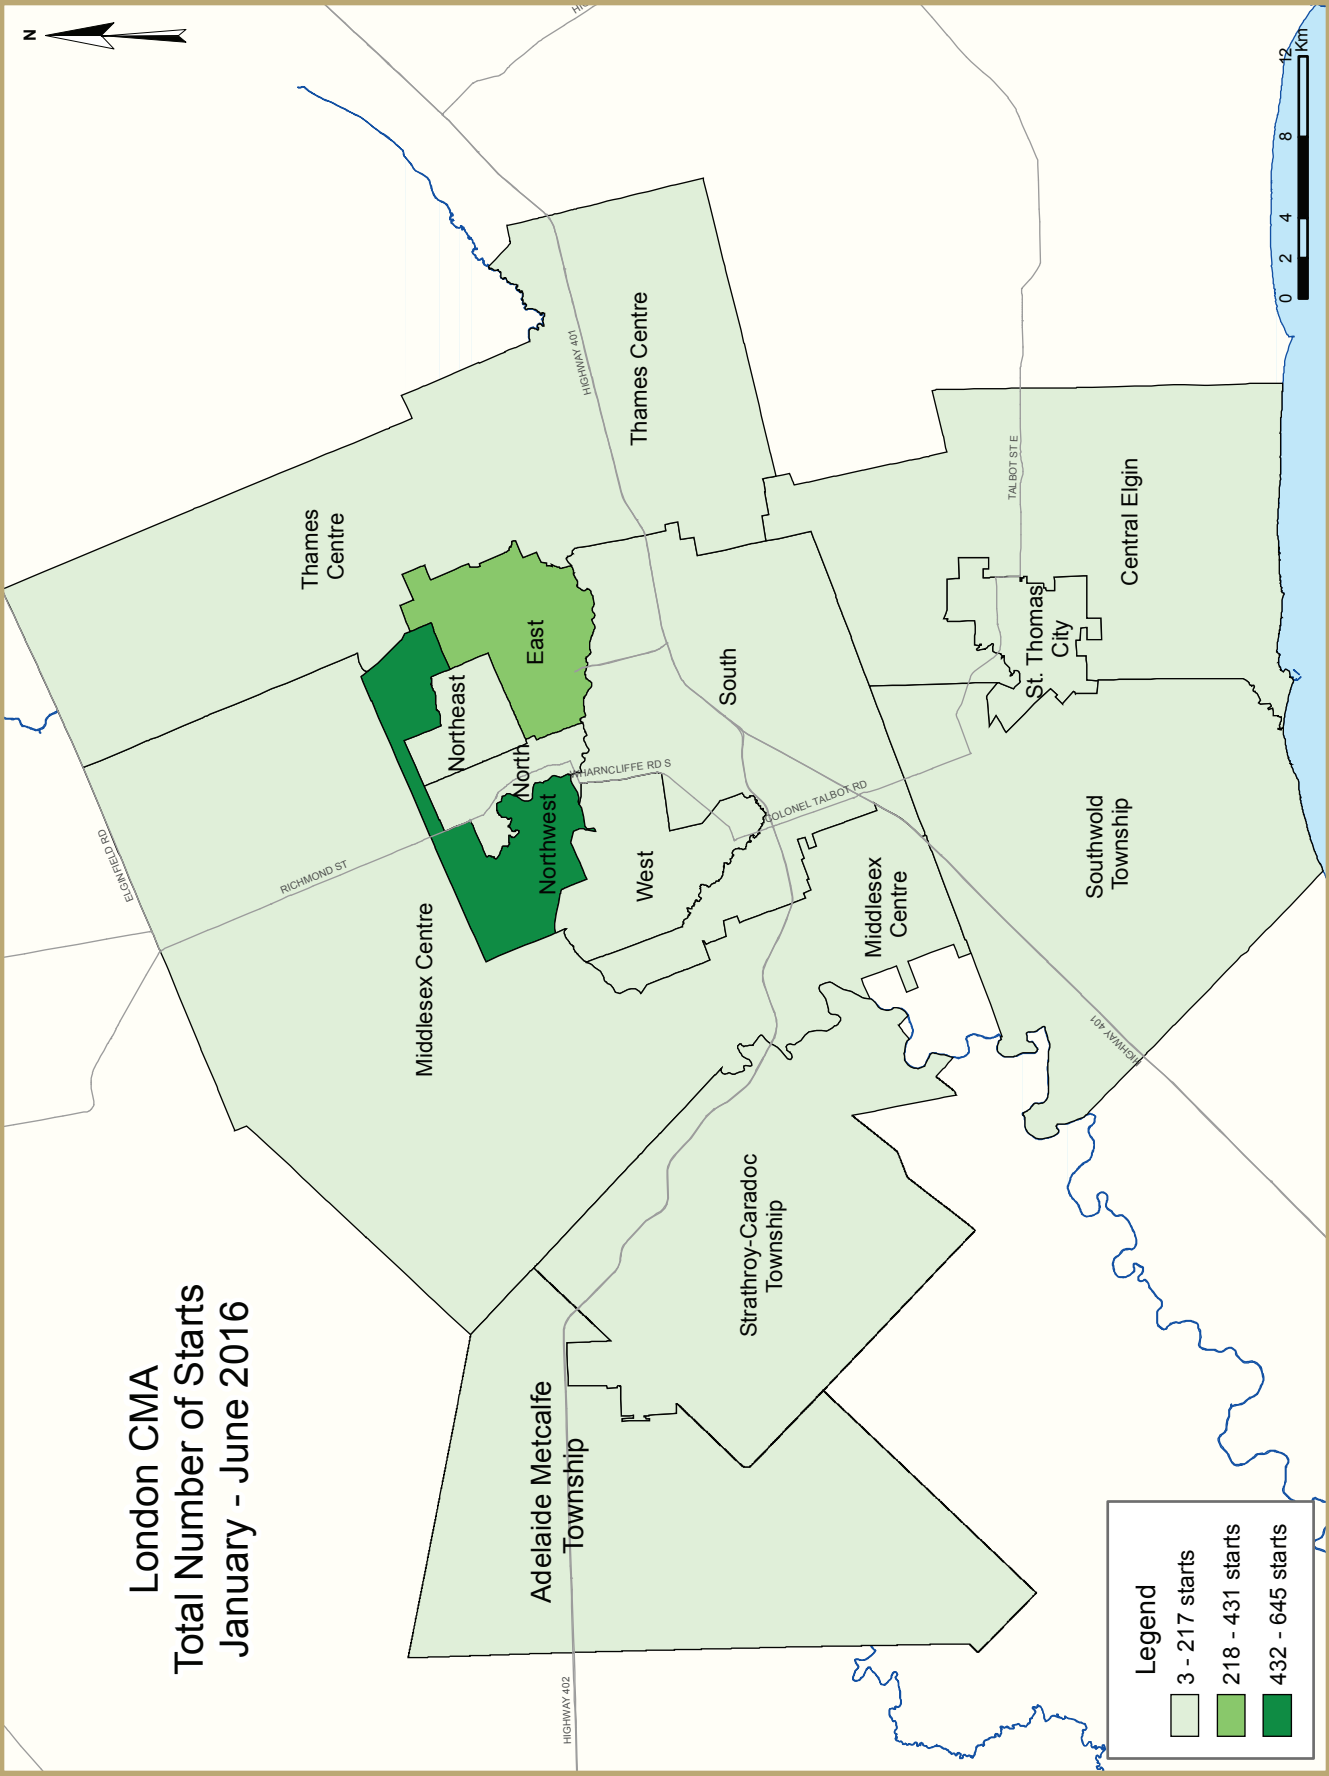 London CMA
Total Number of Starts
January - June 2016
N
ELGINFIELD RD
RICHMOND ST
Thames
Centre
Middlesex Centre
Northeast
North
East
Northwest
WHARNCLIFFE RD S
HIGHWAY 401
Thames Centre
West
South
COLONEL TALBOT RD
Adelaide Metcalfe
Township
HIGHWAY 402
Strathroy-Caradoc
Township
Middlesex
Centre
TALBOT ST E
St. Thomas
City
Central Elgin
Southwold
Township
HIGHWAY 401
Legend
3 - 217 starts
218 - 431 starts
432 - 645 starts
0 2 4 8 12
Km